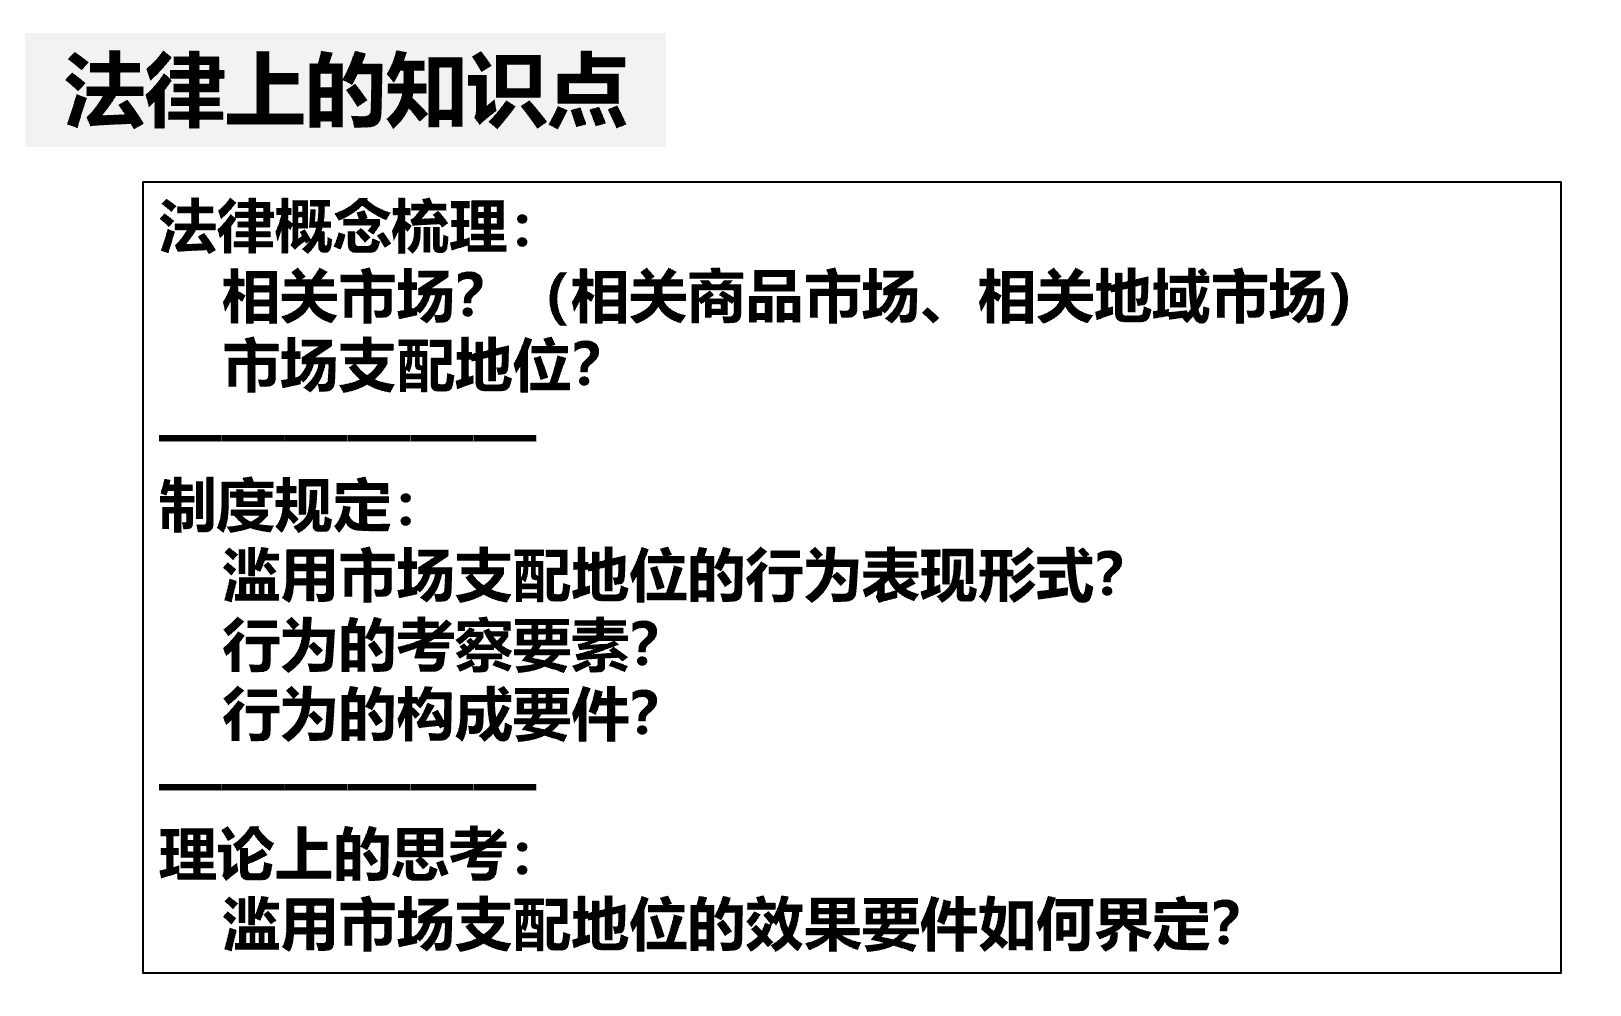 法律上的知识点
法律概念梳理：
相关市场？（相关商品市场、相关地域市场）
市场支配地位？
——————
制度规定：
滥用市场支配地位的行为表现形式？
行为的考察要素？
行为的构成要件？
——————
理论上的思考：
滥用市场支配地位的效果要件如何界定？